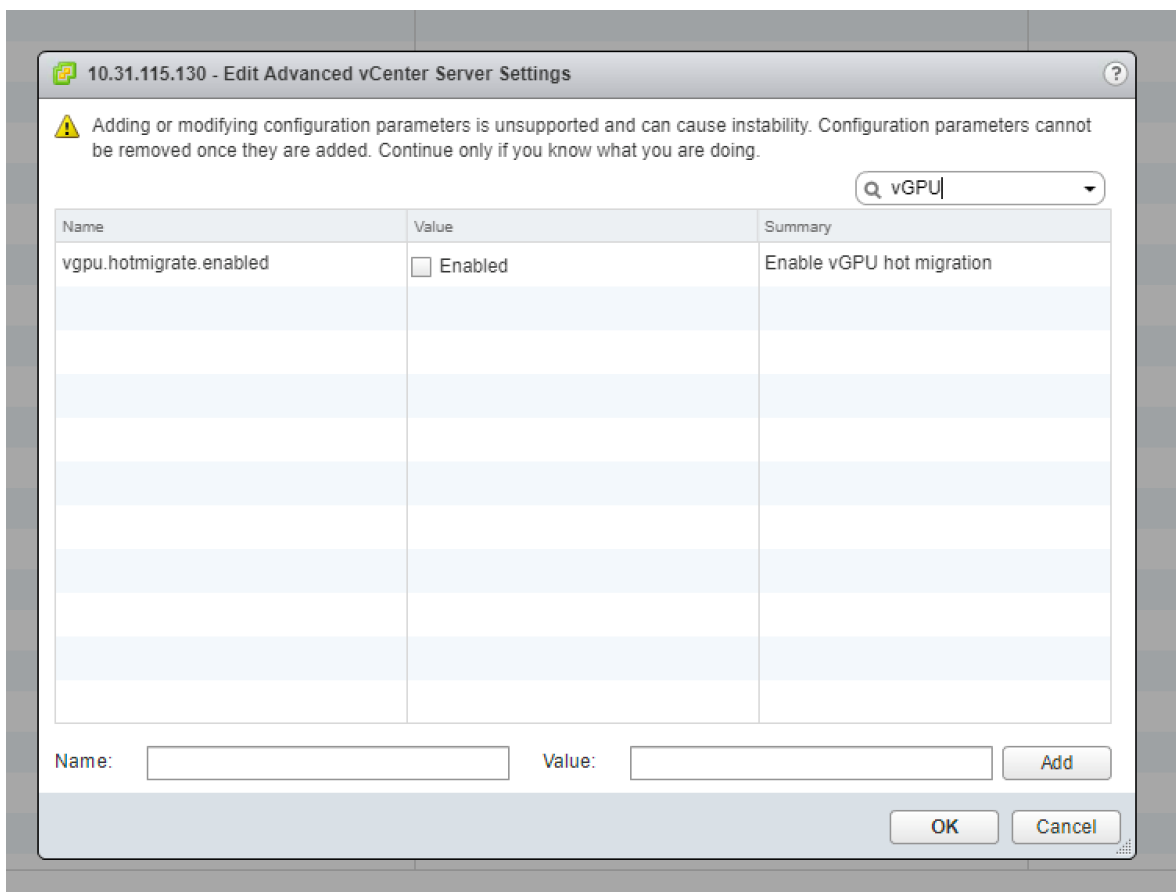 10.31.115.130 - Edit Advanced vCenter Server Settings
?
Adding or modifying configuration parameters is unsupported and can cause instability. Configuration parameters cannot
be removed once they are added. Continue only if you know what you are doing.
vGPU
Name Value Summary
vgpu.hotmigrate.enabled Enabled Enable vGPU hot migration
Name: Value: Add
OK Cancel